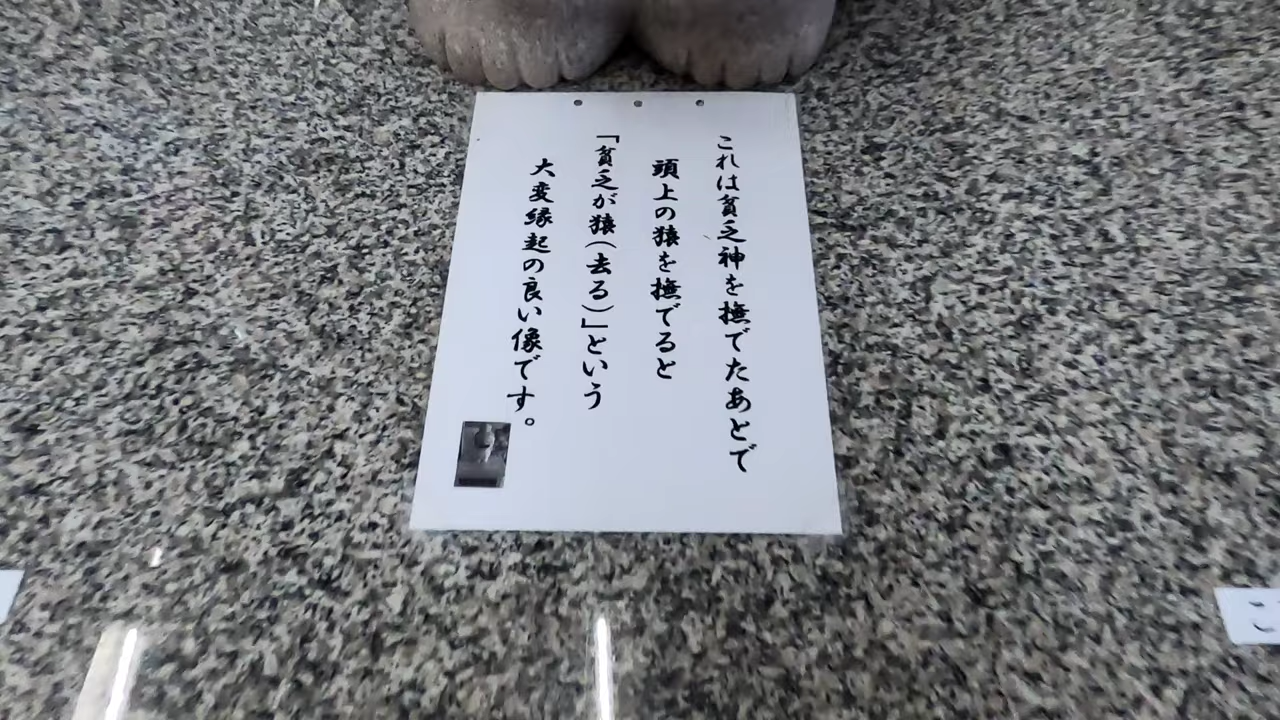 これは貧乏神を撫でたあとで
頭上の猿を撫でると
「貧乏が猿(去る)」という
大変縁起の良い像です。